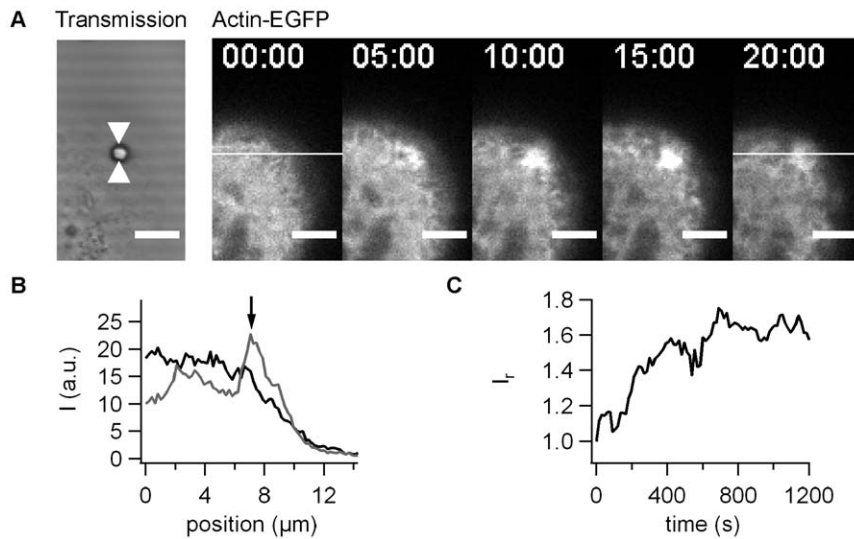 A Transmission Actin-EGFP
00:00 05:00 10:00 15:00 20:00
B
I (a.u.)
25
20
15
10
5
0
0 4 8 12
position (µm)
C
Ir
1.8
1.6
1.4
1.2
1.0
0 400 800 1200
time (s)